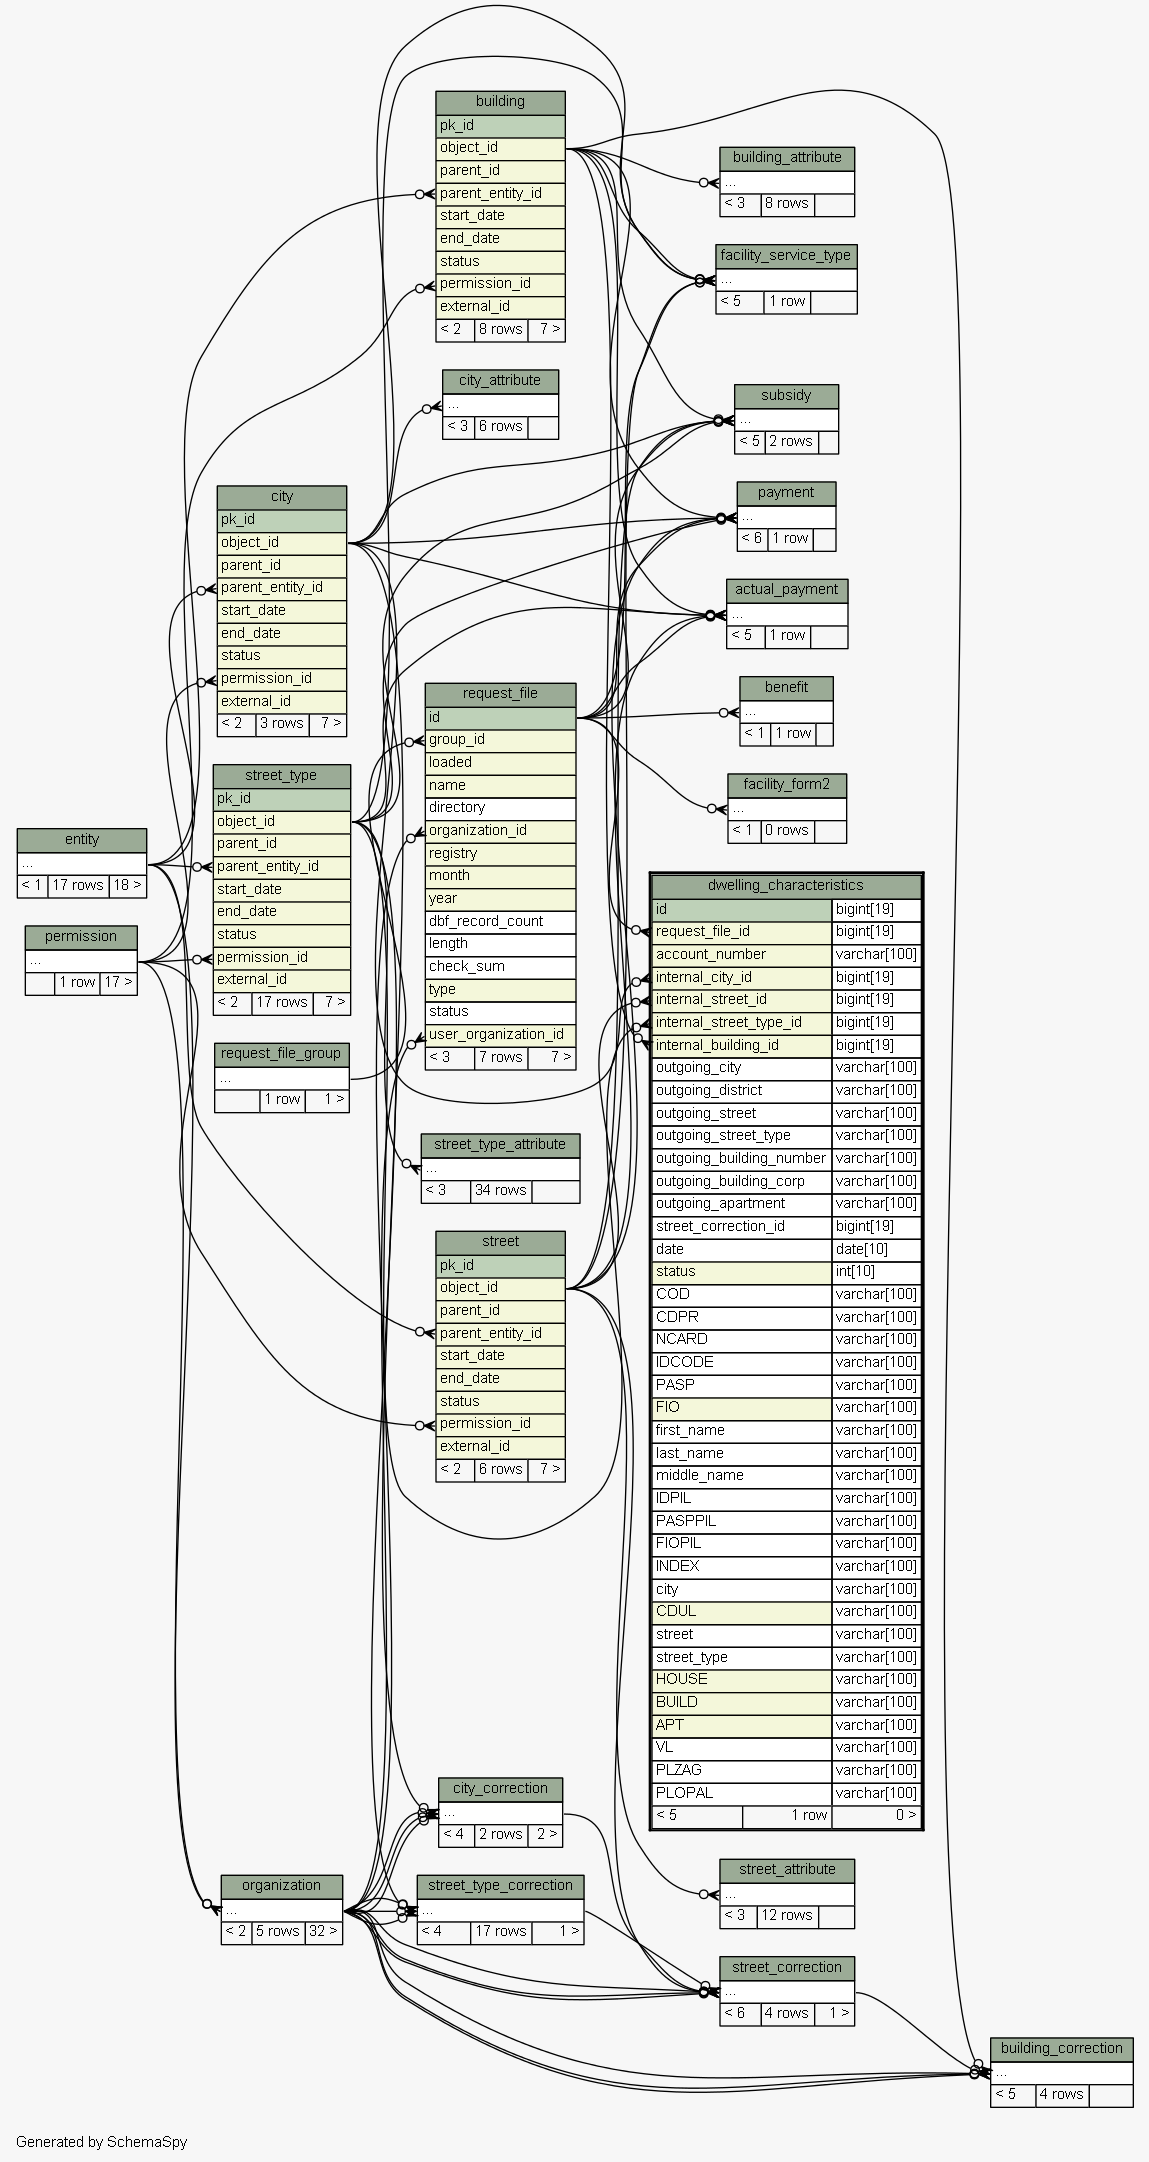 building
pk_id
object_id
parent_id
parent_entity_id
start_date
end_date
status
permission_id
external_id
< 2 8 rows 7 >
building_attribute
...
< 3 8 rows
facility_service_type
...
< 5 1 row
city_attribute
...
< 3 6 rows
subsidy
...
< 5 2 rows
city
pk_id
object_id
parent_id
parent_entity_id
start_date
end_date
status
permission_id
external_id
< 2 3 rows 7 >
payment
...
< 6 1 row
actual_payment
...
< 5 1 row
benefit
...
< 1 1 row
facility_form2
...
< 1 0 rows
request_file
id
group_id
loaded
name
directory
organization_id
registry
month
year
dbf_record_count
length
check_sum
type
status
user_organization_id
< 3 7 rows 7 >
street_type
pk_id
object_id
parent_id
parent_entity_id
start_date
end_date
status
permission_id
external_id
< 2 17 rows 7 >
entity
...
< 1 17 rows 18 >
permission
...
1 row 17 >
request_file_group
...
1 row 1 >
dwelling_characteristics
id bigint[19]
request_file_id bigint[19]
account_number varchar[100]
internal_city_id bigint[19]
internal_street_id bigint[19]
internal_street_type_id bigint[19]
internal_building_id bigint[19]
outgoing_city varchar[100]
outgoing_district varchar[100]
outgoing_street varchar[100]
outgoing_street_type varchar[100]
outgoing_building_number varchar[100]
outgoing_building_corp varchar[100]
outgoing_apartment varchar[100]
street_correction_id bigint[19]
date date[10]
status int[10]
COD varchar[100]
CDPR varchar[100]
NCARD varchar[100]
IDCODE varchar[100]
PASP varchar[100]
FIO varchar[100]
first_name varchar[100]
last_name varchar[100]
middle_name varchar[100]
IDPIL varchar[100]
PASPPIL varchar[100]
FIOPIL varchar[100]
INDEX varchar[100]
city varchar[100]
CDUL varchar[100]
street varchar[100]
street_type varchar[100]
HOUSE varchar[100]
BUILD varchar[100]
APT varchar[100]
VL varchar[100]
PLZAG varchar[100]
PLOPAL varchar[100]
< 5 1 row 0 >
street_type_attribute
...
< 3 34 rows
street
pk_id
object_id
parent_id
parent_entity_id
start_date
end_date
status
permission_id
external_id
< 2 6 rows 7 >
city_correction
...
< 4 2 rows 2 >
organization
...
< 2 5 rows 32 >
street_type_correction
...
< 4 17 rows 1 >
street_attribute
...
< 3 12 rows
street_correction
...
< 6 4 rows 1 >
building_correction
...
< 5 4 rows
Generated by SchemaSpy